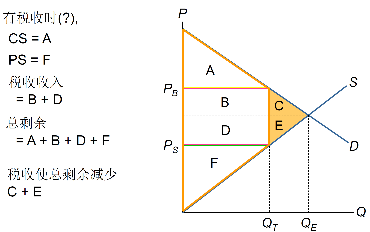 有税收时(?),
CS = A
PS = F
税收收入
= B + D
总剩余
= A + B + D + F
税收使总剩余减少
C + E
P
A
S
P_B
B
C
D
E
P_S
F
D
Q
Q_T
Q_E